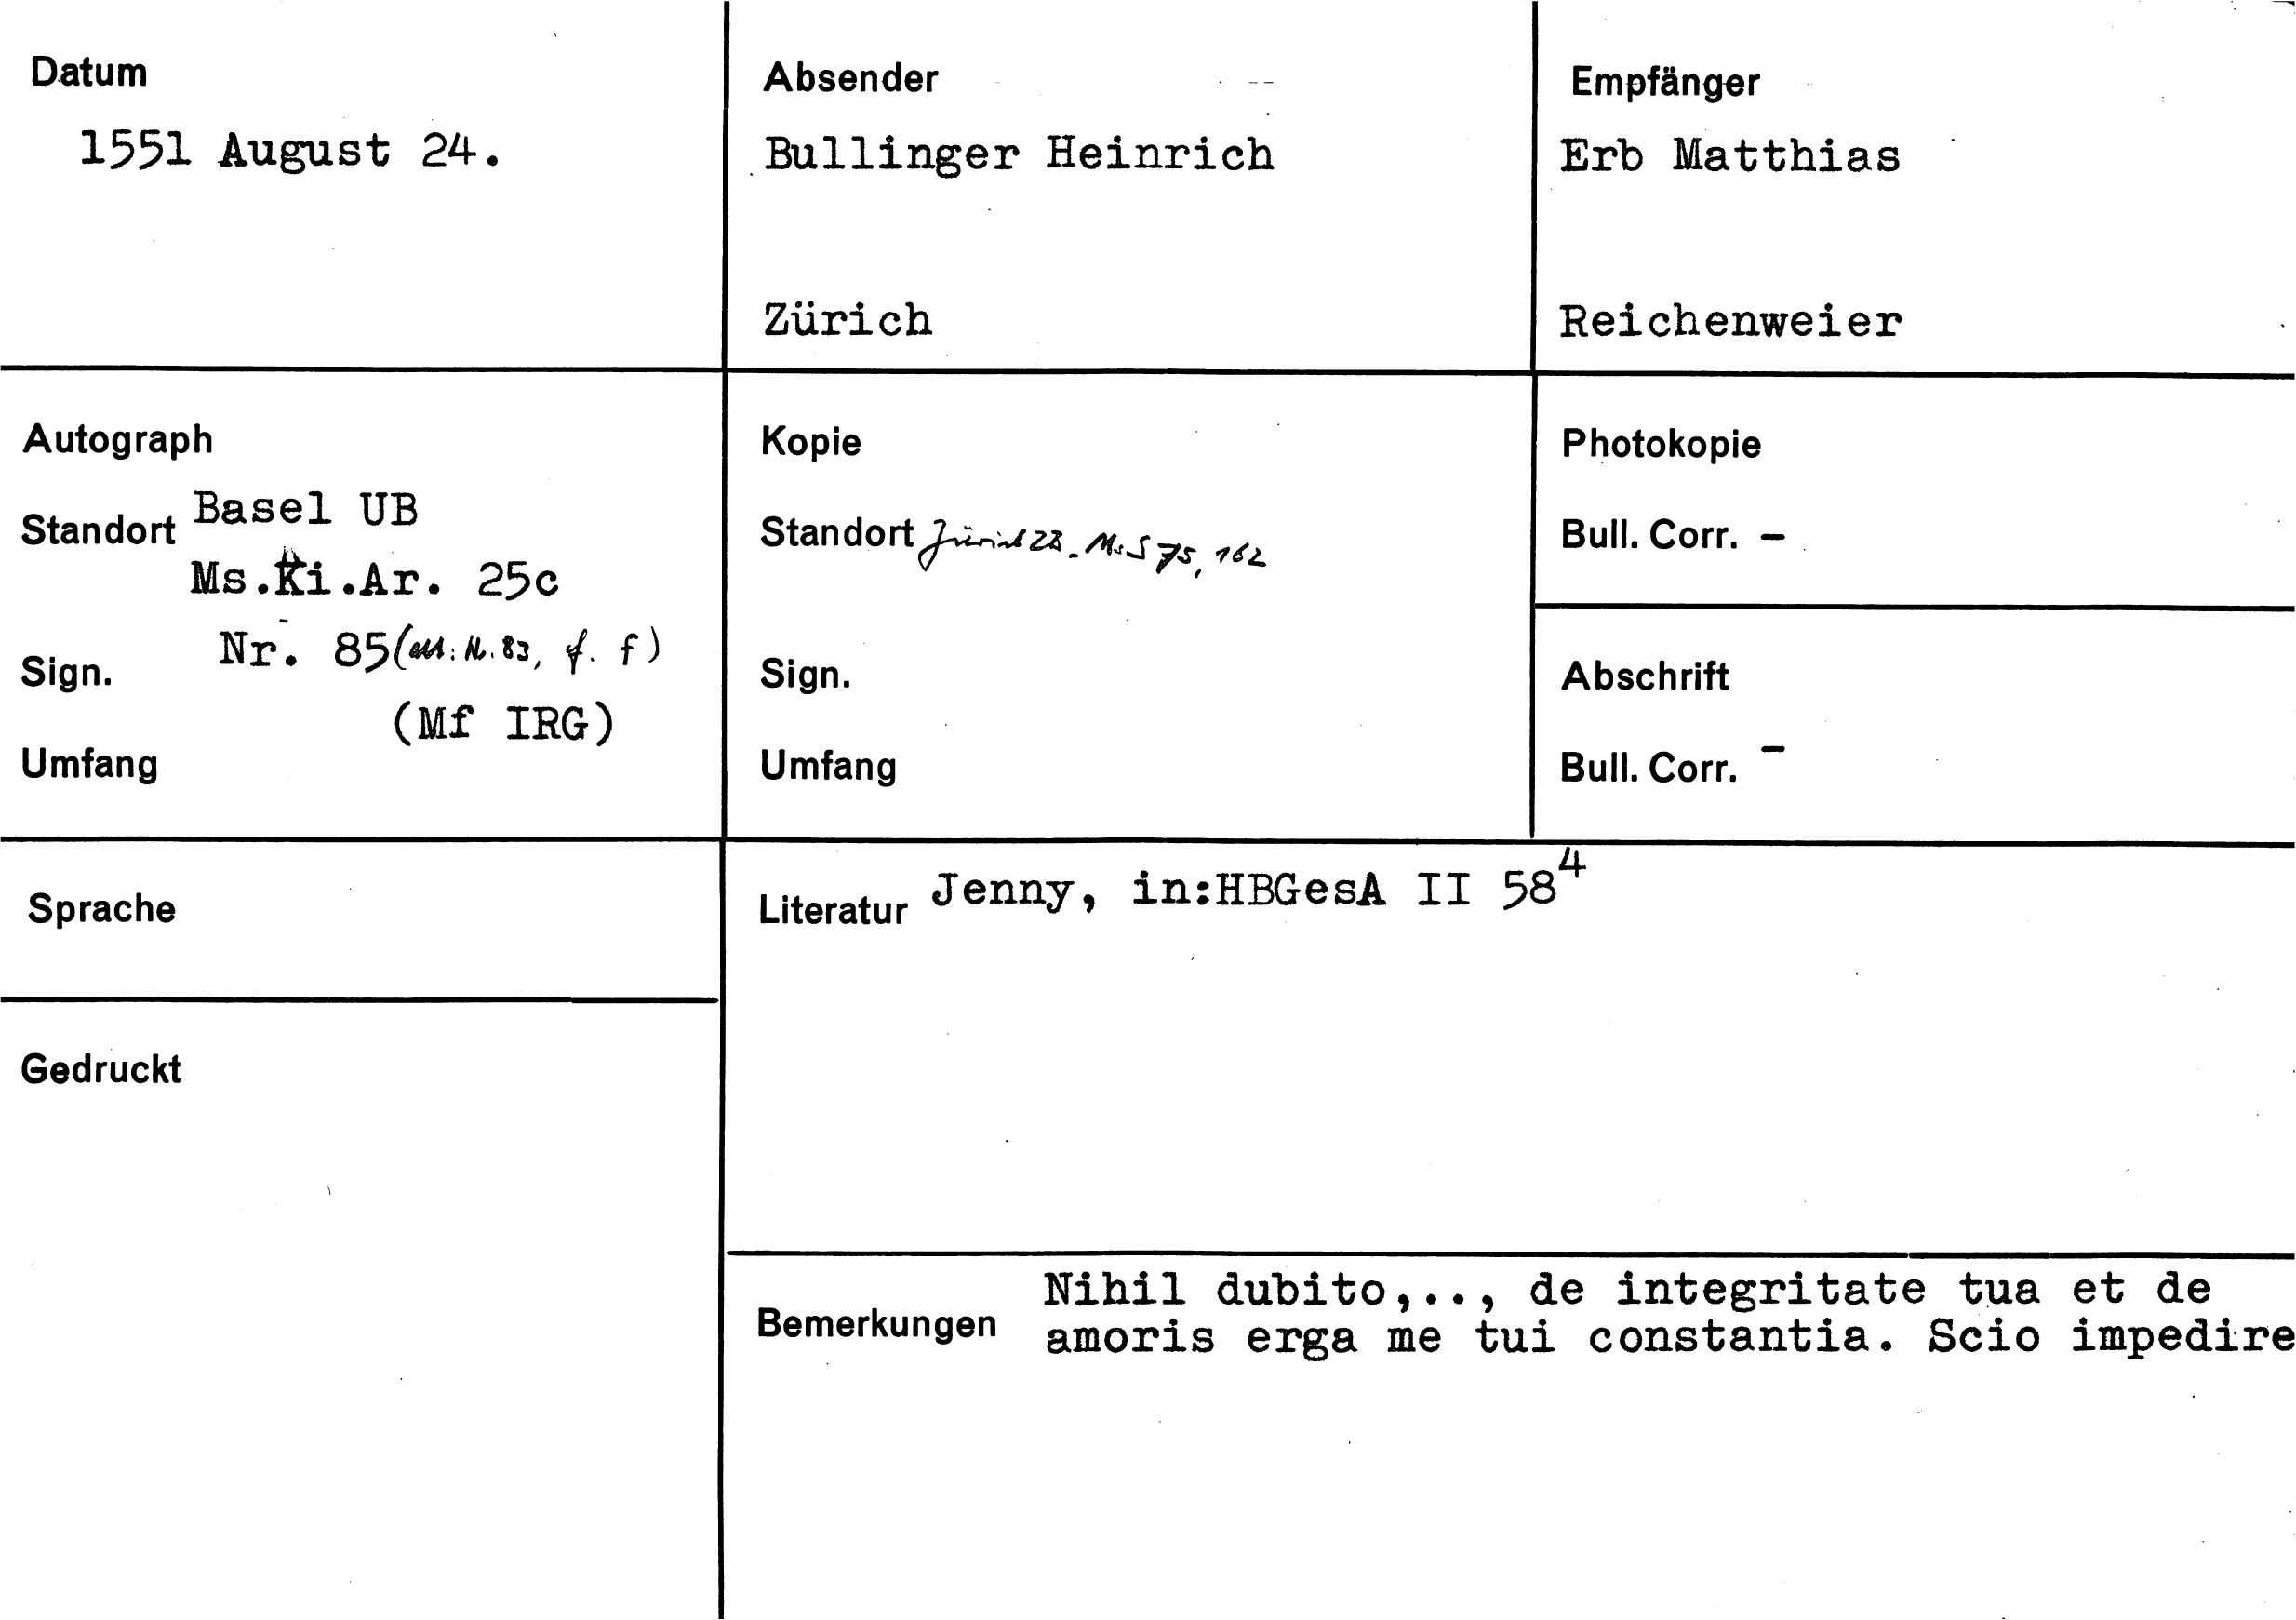 Datum
1551 August 24.
Absender
Bullinger Heinrich
Zürich
Empfänger
Erb Matthias
Reichenweier
Autograph
Standort Basel UB
Ms.Ki.Ar. 25c
Sign. Nr. 85 ( Nr. 83, f. f)
(Mf IRG)
Umfang
Kopie
Standort Zürich ZB. Ms S 75, 162
Sign.
Umfang
Photokopie
Bull. Corr. –
Abschrift
Bull. Corr. –
Sprache
Gedruckt
Literatur Jenny, in:HBGesA II 58⁴
Bemerkungen Nihil dubito,.., de integritate tua et de
amoris erga me tui constantia. Scio impedire